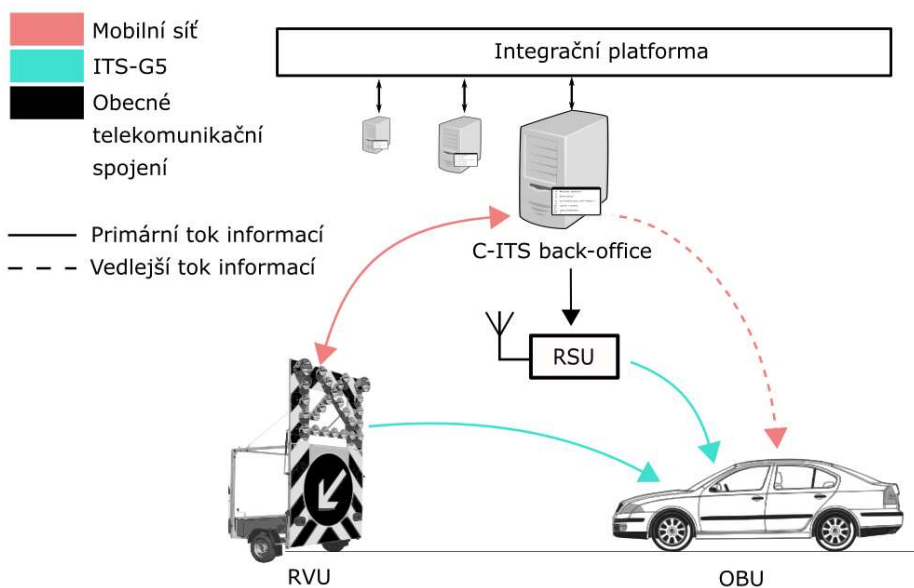 Mobilní síť
ITS-G5
Obecné
telekomunikační
spojení
Primární tok informací
Vedlejší tok informací
Integrační platforma
C-ITS back-office
RSU
RVU
OBU